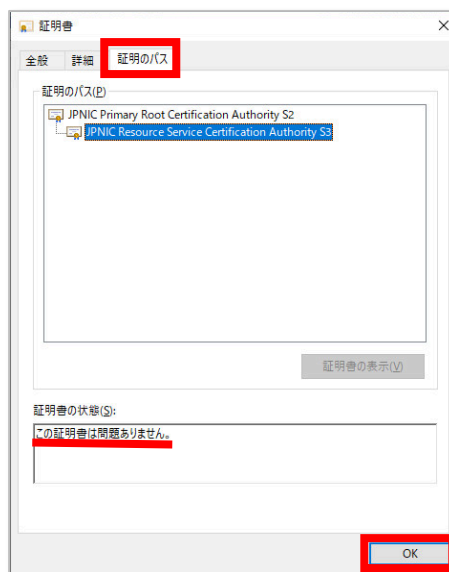 証明書
全般 詳細 証明のパス
証明のパス(P)
JPNIC Primary Root Certification Authority S2
JPNIC Resource Service Certification Authority S3
証明書の表示(V)
証明書の状態(S):
この証明書は問題ありません。
OK